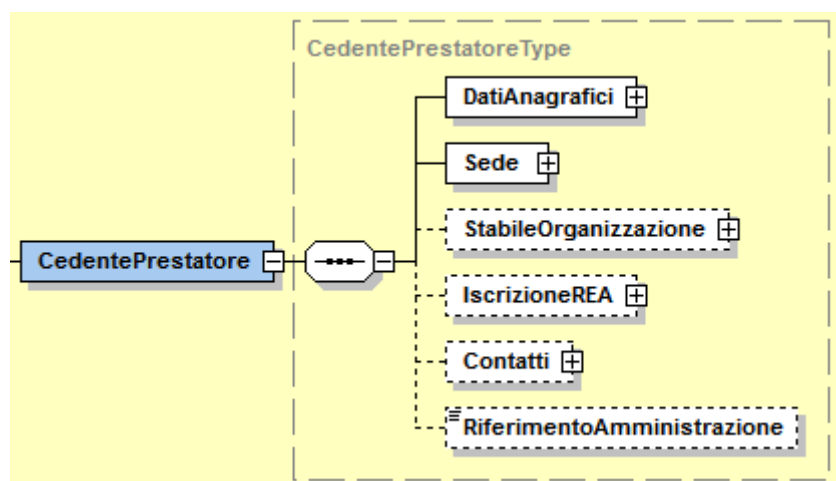 CedentePrestatoreType
DatiAnagrafici
Sede
StabileOrganizzazione
CedentePrestatore
IscrizioneREA
Contatti
RiferimentoAmministrazione